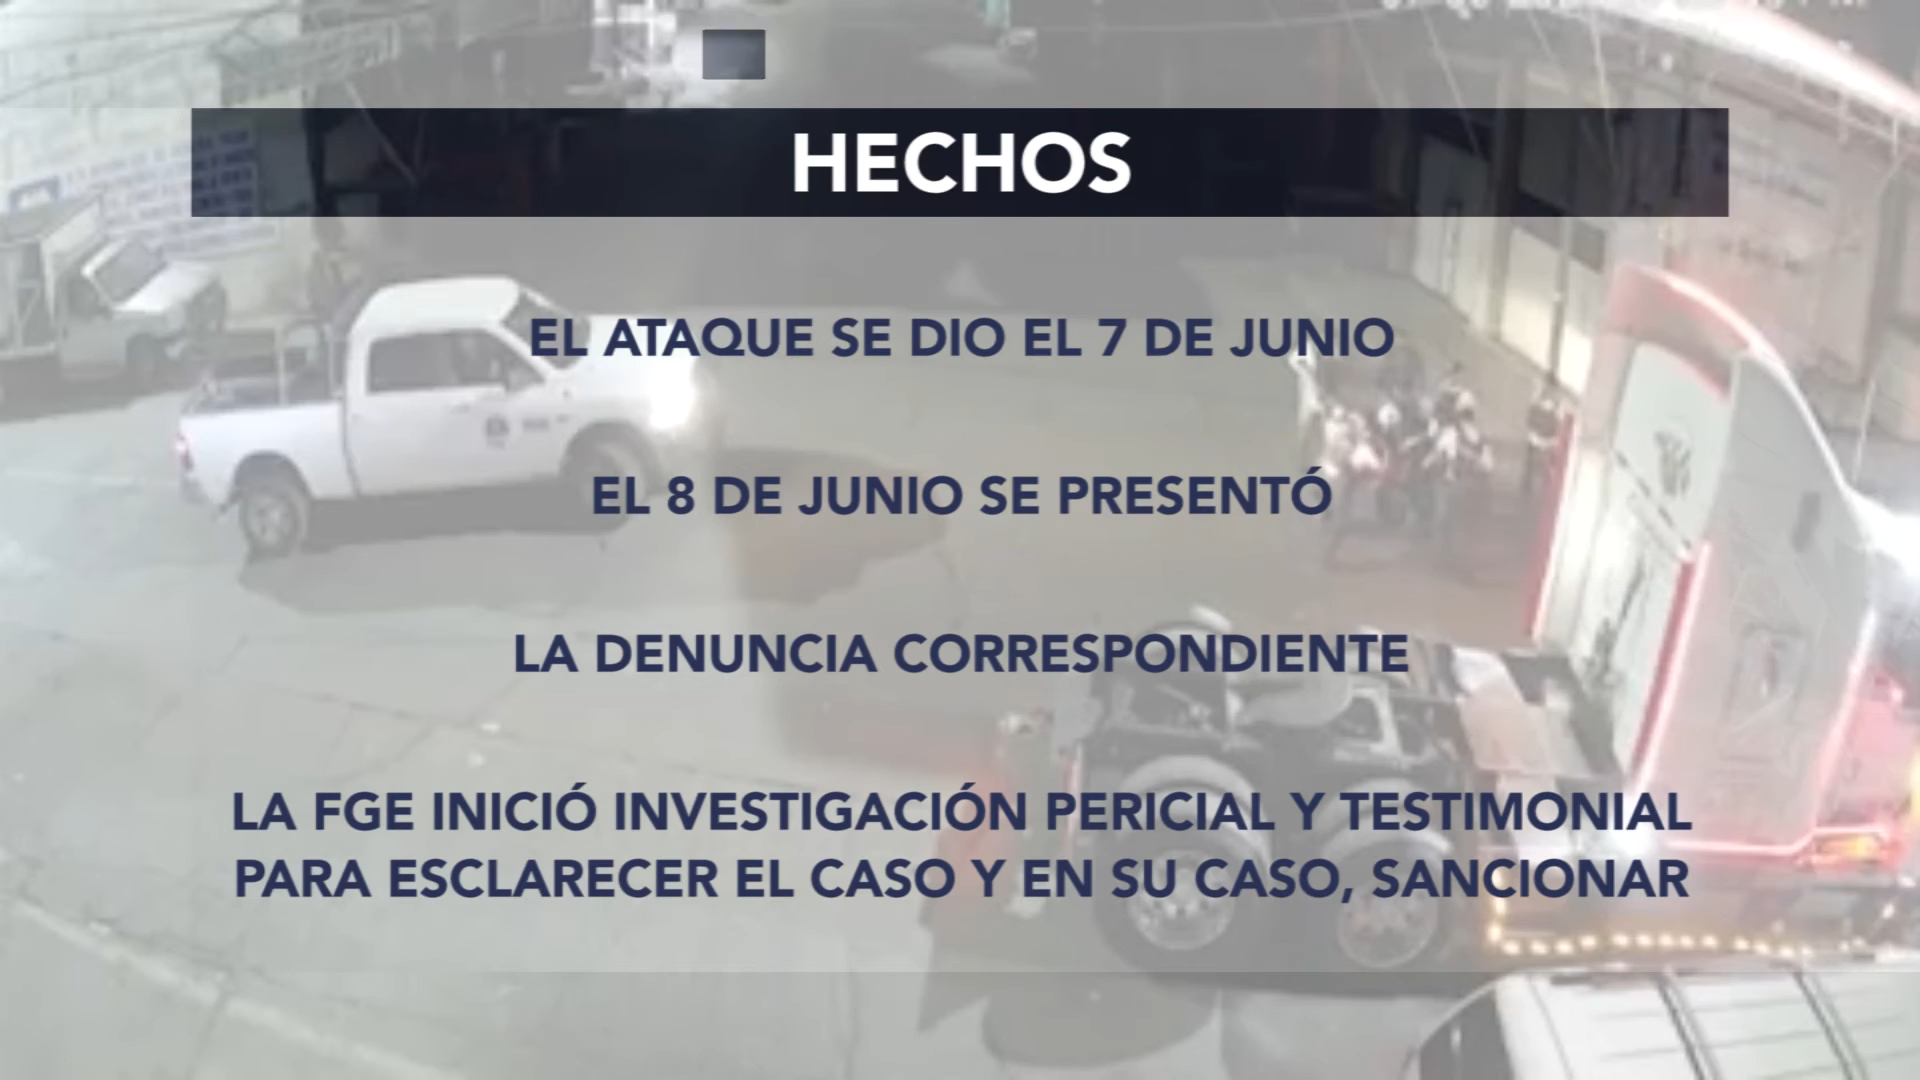 HECHOS
EL ATAQUE SE DIO EL 7 DE JUNIO
EL 8 DE JUNIO SE PRESENTÓ
LA DENUNCIA CORRESPONDIENTE
LA FGE INICIÓ INVESTIGACIÓN PERICIAL Y TESTIMONIAL
PARA ESCLARECER EL CASO Y EN SU CASO, SANCIONAR